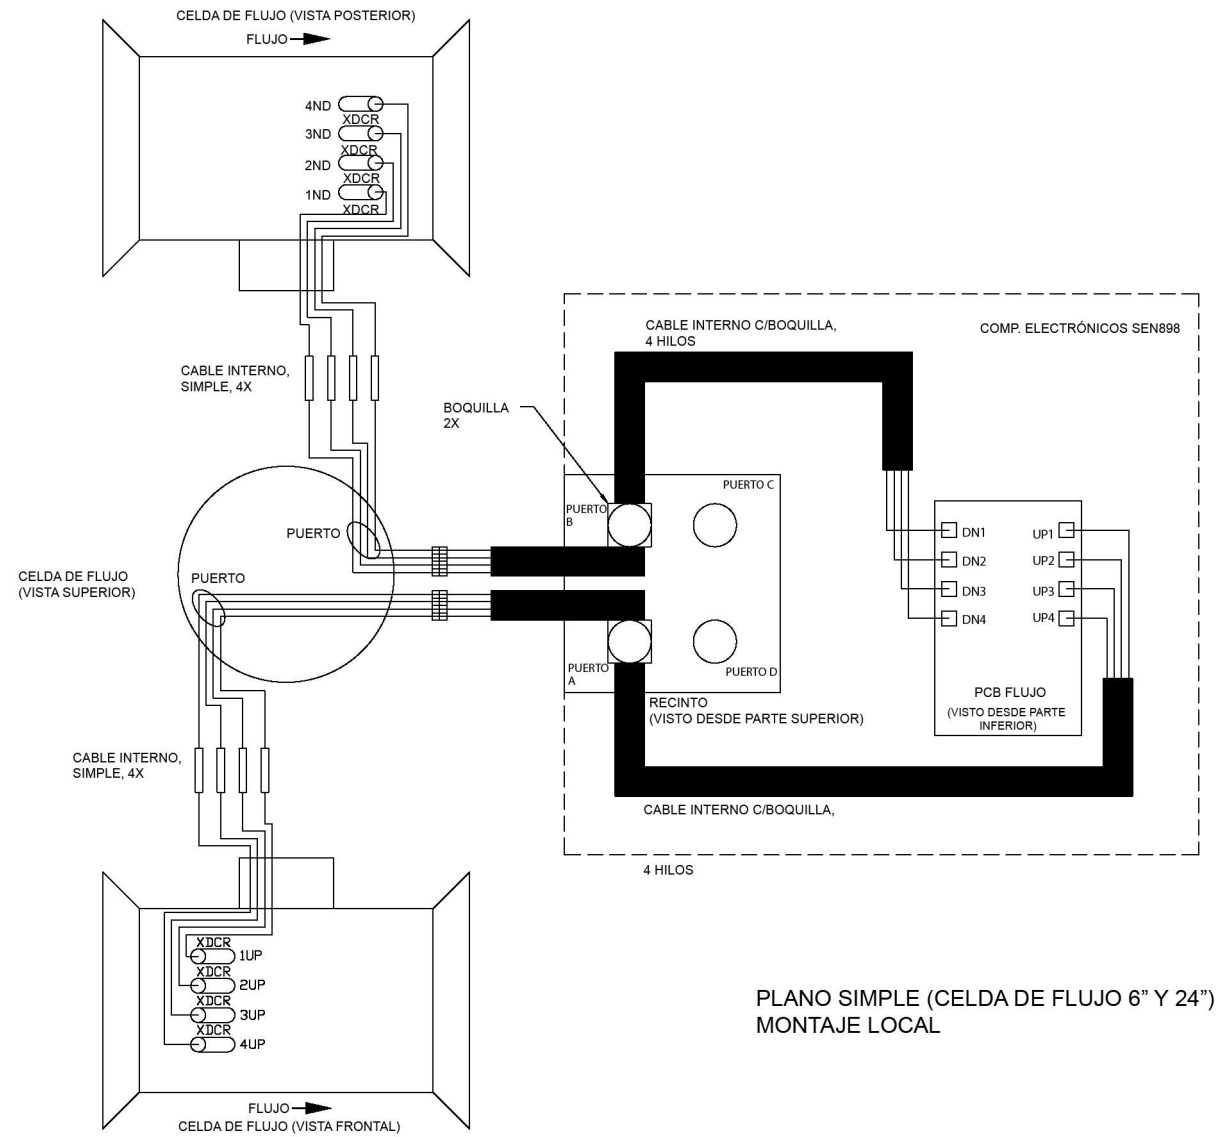 CELDA DE FLUJO (VISTA POSTERIOR)
FLUJO
4ND
XDCR
3ND
XDCR
2ND
XDCR
1ND
XDCR
CABLE INTERNO C/BOQUILLA,
4 HILOS
COMP. ELECTRÓNICOS SEN898
CABLE INTERNO,
SIMPLE, 4X
BOQUILLA
2X
PUERTO C
PUERTO
B
PUERTO
DN1
UP1
DN2
UP2
DN3
UP3
DN4
UP4
CELDA DE FLUJO
(VISTA SUPERIOR)
PUERTO
PUERTO
A
PUERTO D
PCB FLUJO
(VISTO DESDE PARTE
INFERIOR)
RECINTO
(VISTO DESDE PARTE SUPERIOR)
CABLE INTERNO,
SIMPLE, 4X
CABLE INTERNO C/BOQUILLA,
4 HILOS
XDCR
1UP
XDCR
2UP
XDCR
3UP
XDCR
4UP
PLANO SIMPLE (CELDA DE FLUJO 6” Y 24”)
MONTAJE LOCAL
FLUJO
CELDA DE FLUJO (VISTA FRONTAL)